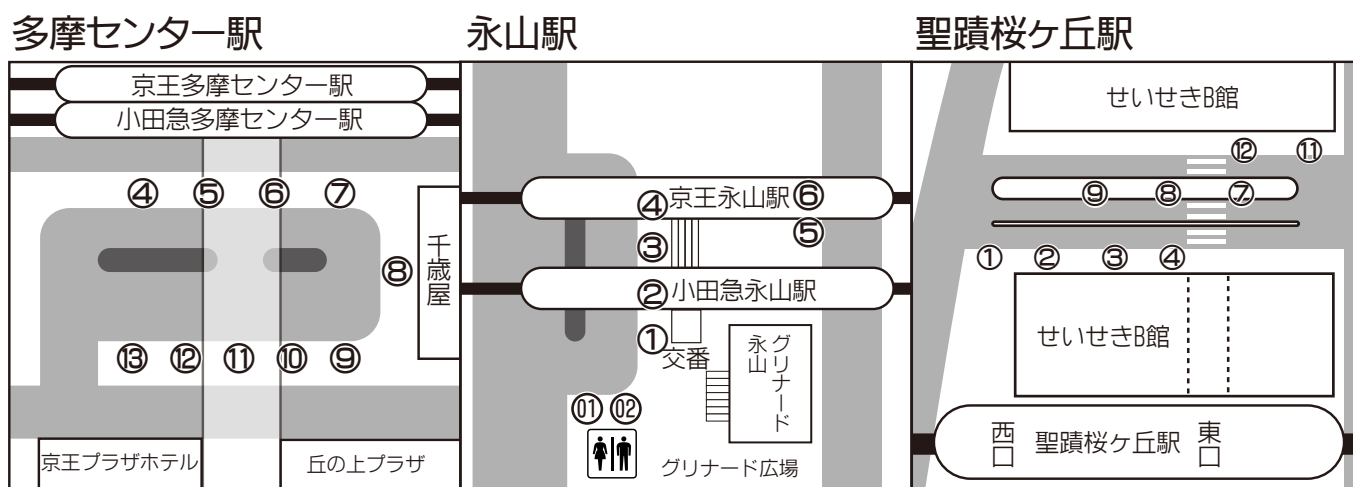 多摩センター駅
京王多摩センター駅
小田急多摩センター駅
④ ⑤ ⑥ ⑦
⑧
千歳屋
⑬ ⑫ ⑪ ⑩ ⑨
京王プラザホテル
丘の上プラザ
永山駅
④ 京王永山駅 ⑥
③ ⑤
② 小田急永山駅
①
交番
グリナード
永山
01 02
グリナード広場
聖蹟桜ヶ丘駅
せいせきB館
⑫ ⑪
⑨ ⑧ ⑦
① ② ③ ④
せいせきB館
西口
聖蹟桜ケ丘駅
東口